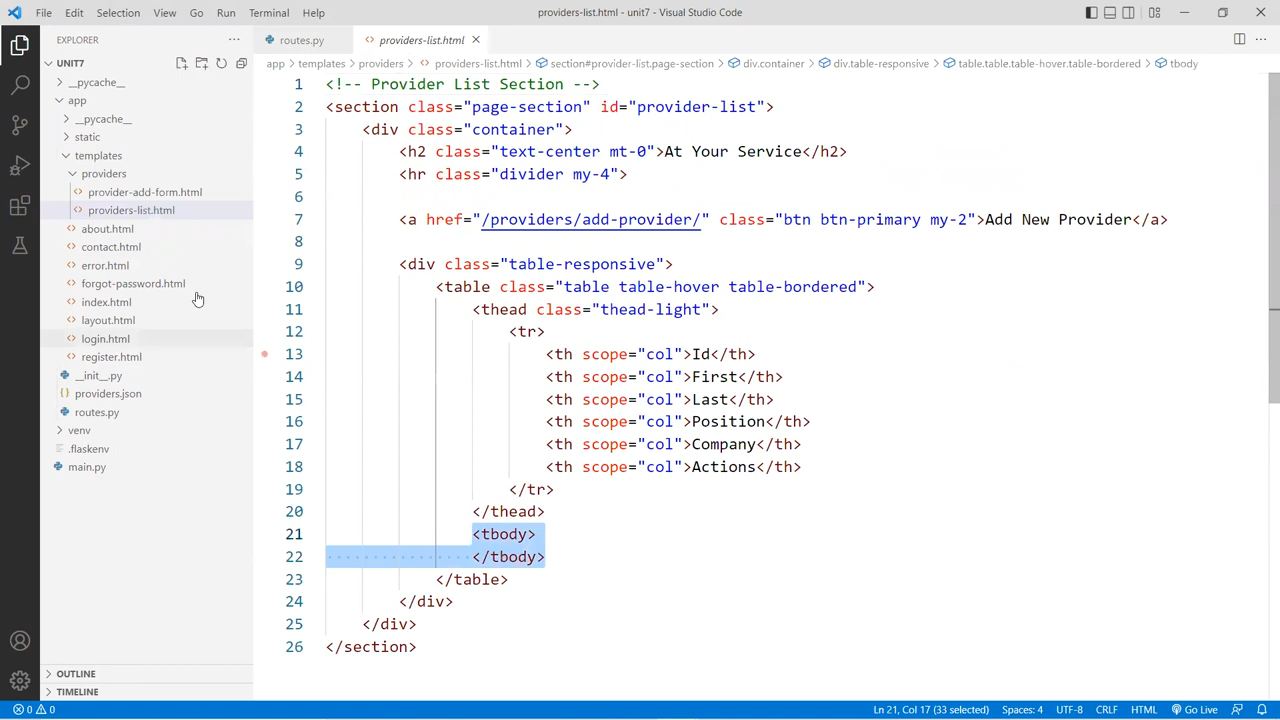 File Edit Selection View Go Run Terminal Help
providers-list.html - unit7 - Visual Studio Code
EXPLORER
routes.py
providers-list.html
UNIT7
__pycache__
app
__pycache__
static
templates
providers
provider-add-form.html
providers-list.html
about.html
contact.html
error.html
forgot-password.html
index.html
layout.html
login.html
register.html
__init__.py
providers.json
routes.py
venv
.flaskenv
main.py
OUTLINE
TIMELINE
app > templates > providers > providers-list.html > section#provider-list.page-section > div.container > div.table-responsive > table.table.table-hover.table-bordered > tbody
1 <!-- Provider List Section -->
2 <section class="page-section" id="provider-list">
3 <div class="container">
4 <h2 class="text-center mt-0">At Your Service</h2>
5 <hr class="divider my-4">
6
7 <a href="/providers/add-provider/" class="btn btn-primary my-2">Add New Provider</a>
8
9 <div class="table-responsive">
10 <table class="table table-hover table-bordered">
11 <thead class="thead-light">
12 <tr>
13 <th scope="col">Id</th>
14 <th scope="col">First</th>
15 <th scope="col">Last</th>
16 <th scope="col">Position</th>
17 <th scope="col">Company</th>
18 <th scope="col">Actions</th>
19 </tr>
20 </thead>
21 <tbody>
22 </tbody>
23 </table>
24 </div>
25 </div>
26 </section>
0 0
Ln 21, Col 17 (33 selected) Spaces: 4 UTF-8 CRLF HTML Go Live